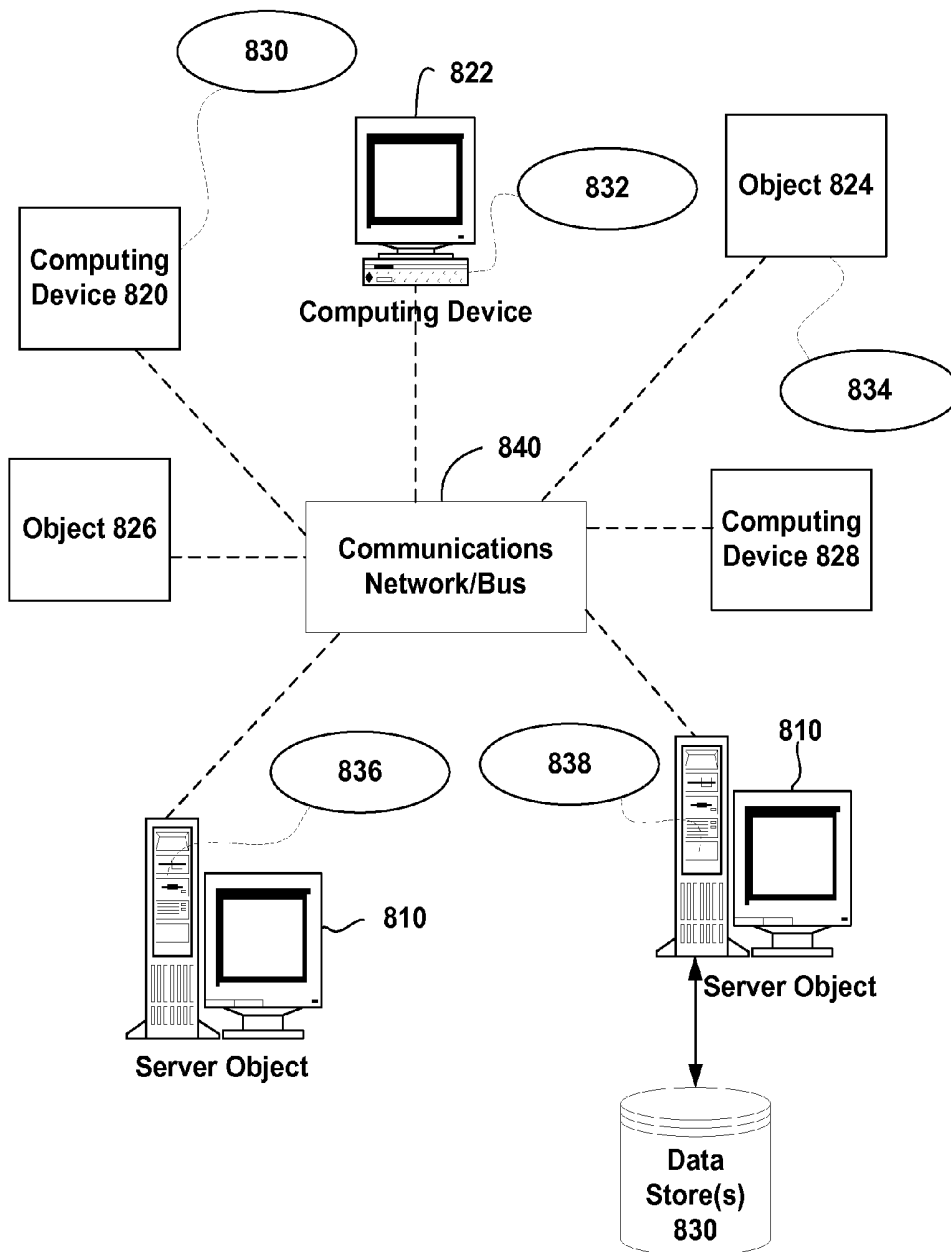 830
822
832
Object 824
Computing
Device 820
Computing Device
834
840
Object 826
Communications
Network/Bus
Computing
Device 828
810
836
838
810
Server Object
Server Object
Data
Store(s)
830